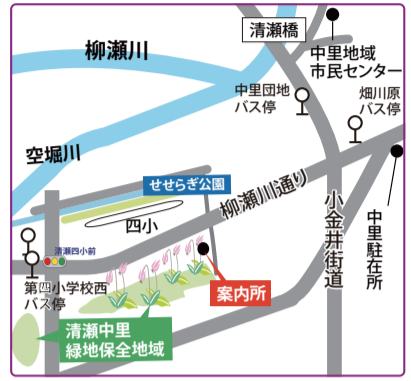 清瀬橋
柳瀬川
中里地域
市民センター
中里団地
バス停
畑川原
バス停
空堀川
せせらぎ公園
柳瀬川通り
四小
小金井街道
中里駐在所
清瀬四小前
第四小学校西
バス停
案内所
清瀬中里
緑地保全地域